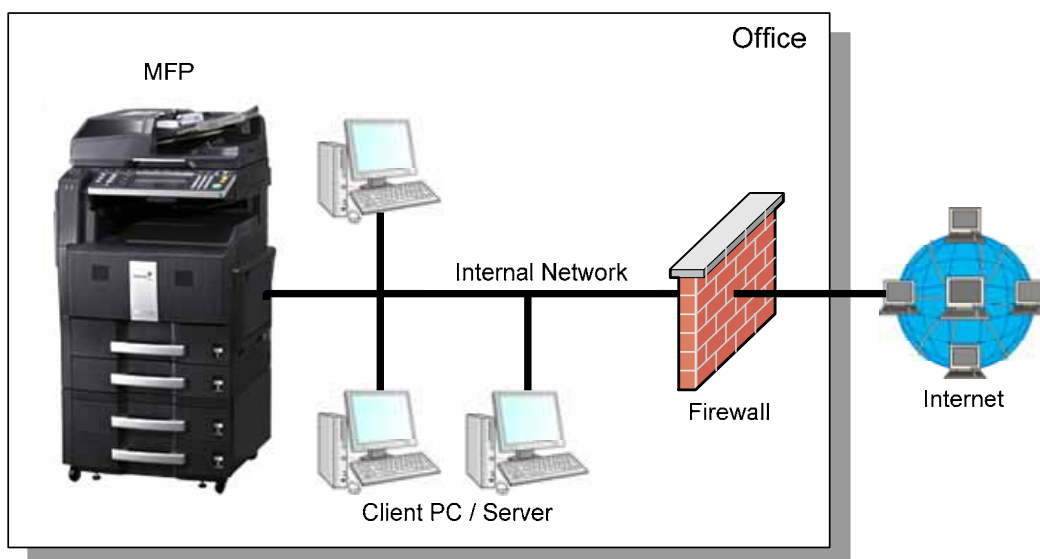 Office
MFP
Internal Network
Firewall
Internet
Client PC / Server